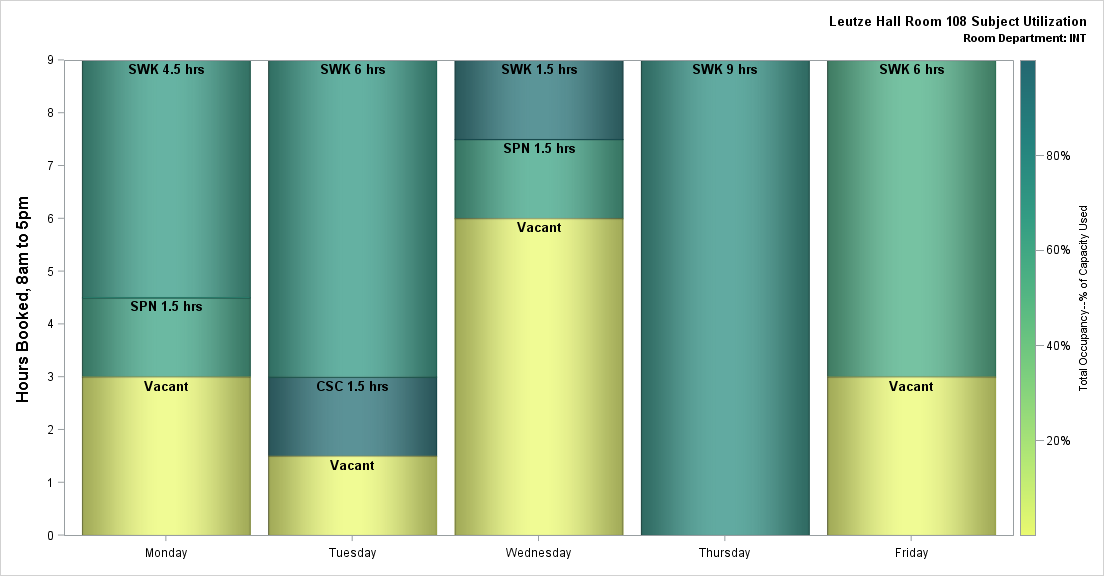 Leutze Hall Room 108 Subject Utilization
Room Department: INT
Hours Booked, 8am to 5pm
9
8
7
6
5
4
3
2
1
0
SWK 4.5 hrs
SPN 1.5 hrs
Vacant
SWK 6 hrs
CSC 1.5 hrs
Vacant
SWK 1.5 hrs
SPN 1.5 hrs
Vacant
SWK 9 hrs
SWK 6 hrs
Vacant
Monday
Tuesday
Wednesday
Thursday
Friday
80%
60%
40%
20%
Total Occupancy--% of Capacity Used